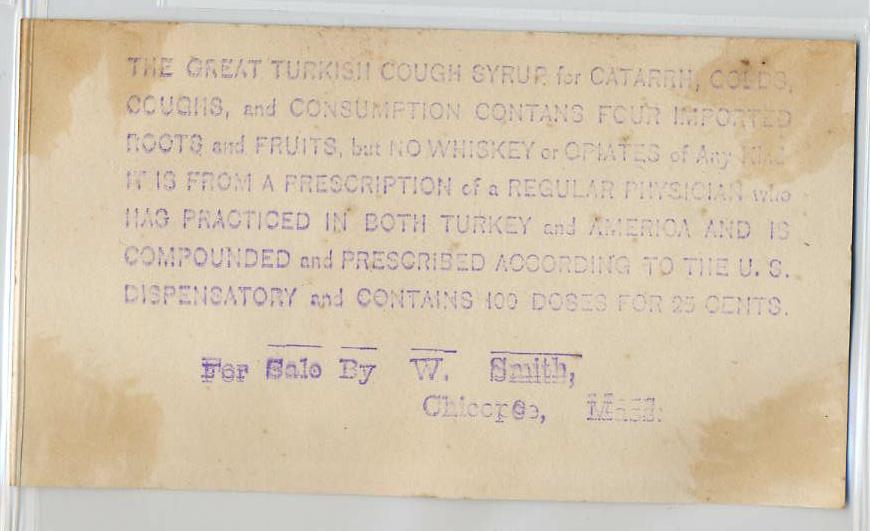 THE GREAT TURKISH COUGH SYRUP for CATARRH, COLDS,
COUGHS, and CONSUMPTION CONTANS FOUR IMPORTED
ROOTS and FRUITS, but NO WHISKEY or OPIATES of Any Kind
IT IS FROM A PRESCRIPTION of a REGULAR PHYSICIAN who
HAS PRACTICED IN BOTH TURKEY and AMERICA AND IS
COMPOUNDED and PRESCRIBED ACCORDING TO THE U. S.
DISPENSATORY and CONTAINS 100 DOSES FOR 25 CENTS.
For Sale By W. Smith,
Chicopee, Mass.